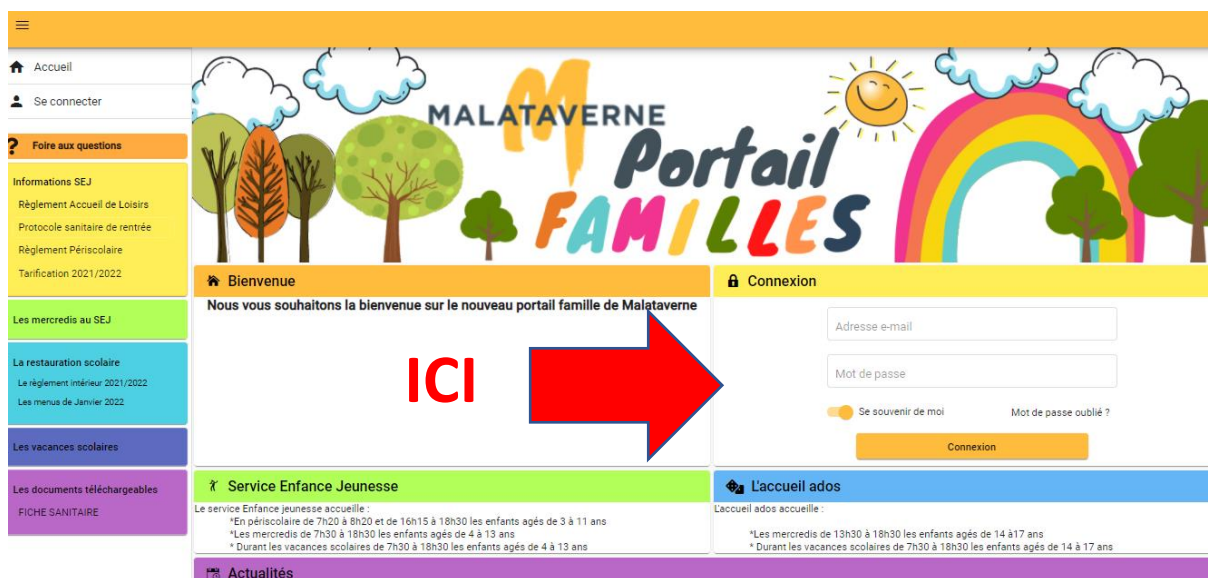 Accueil
Se connecter
? Foire aux questions
Informations SEJ
Règlement Accueil de Loisirs
Protocole sanitaire de rentrée
Règlement Périscolaire
Tarification 2021/2022
Les mercredis au SEJ
La restauration scolaire
Le règlement intérieur 2021/2022
Les menus de Janvier 2022
Les vacances scolaires
Les documents téléchargeables
FICHE SANITAIRE
M
MALATAVERNE
Portail
FAMILLES
Bienvenue
Nous vous souhaitons la bienvenue sur le nouveau portail famille de Malataverne
ICI
Connexion
Adresse e-mail
Mot de passe
Se souvenir de moi
Mot de passe oublié ?
Connexion
Service Enfance Jeunesse
Le service Enfance jeunesse accueille :
*En périscolaire de 7h20 à 8h20 et de 16h15 à 18h30 les enfants agés de 3 à 11 ans
*Les mercredis de 7h30 à 18h30 les enfants agés de 4 à 13 ans
* Durant les vacances scolaires de 7h30 à 18h30 les enfants agés de 4 à 13 ans
L'accueil ados
L'accueil ados accueille :
*Les mercredis de 13h30 à 18h30 les enfants agés de 14 à17 ans
* Durant les vacances scolaires de 7h30 à 18h30 les enfants agés de 14 à 17 ans
Actualités